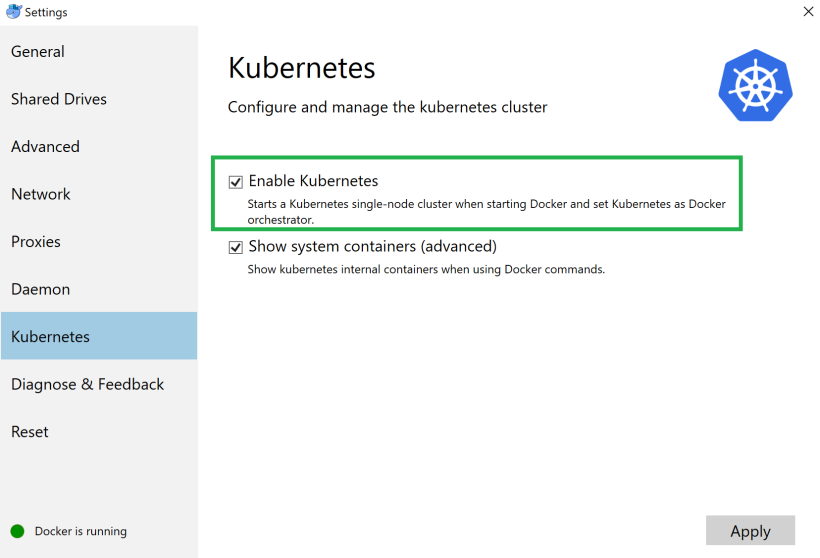 Settings
General
Shared Drives
Advanced
Network
Proxies
Daemon
Kubernetes
Diagnose & Feedback
Reset
Docker is running
Kubernetes
Configure and manage the kubernetes cluster
Enable Kubernetes
Starts a Kubernetes single-node cluster when starting Docker and set Kubernetes as Docker
orchestrator.
Show system containers (advanced)
Show kubernetes internal containers when using Docker commands.
Apply